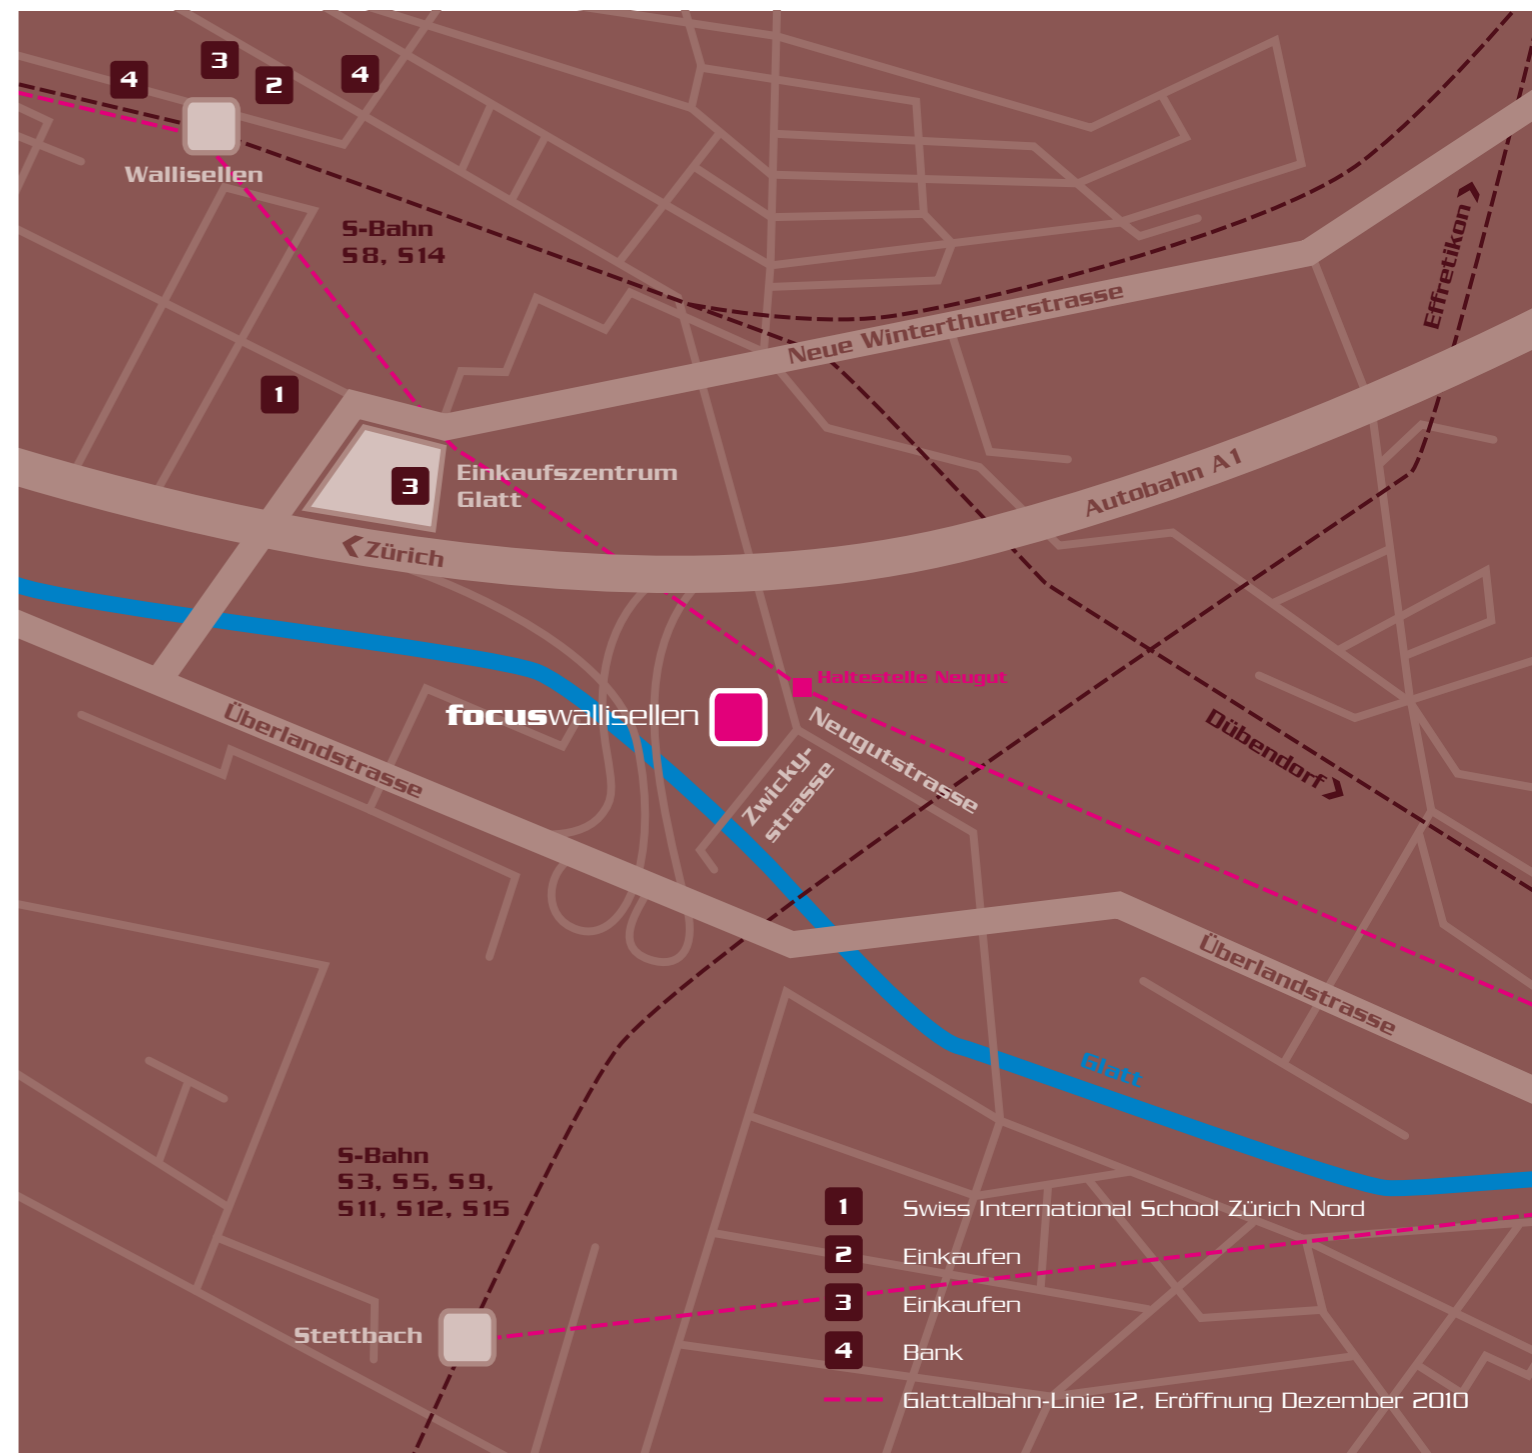 4
3
2
4
Wallisellen
S-Bahn
S8, S14
Effretikon
Neue Winterthurerstrasse
1
3
Einkaufszentrum
Glatt
Autobahn A1
Zürich
Haltestelle Neugut
focuswallisellen
Neugutstrasse
Überlandstrasse
Zwicky-
strasse
Dübendorf
Überlandstrasse
Glatt
S-Bahn
S3, S5, S9,
S11, S12, S15
Stettbach
1 Swiss International School Zürich Nord
2 Einkaufen
3 Einkaufen
4 Bank
Glattalbahn-Linie 12, Eröffnung Dezember 2010